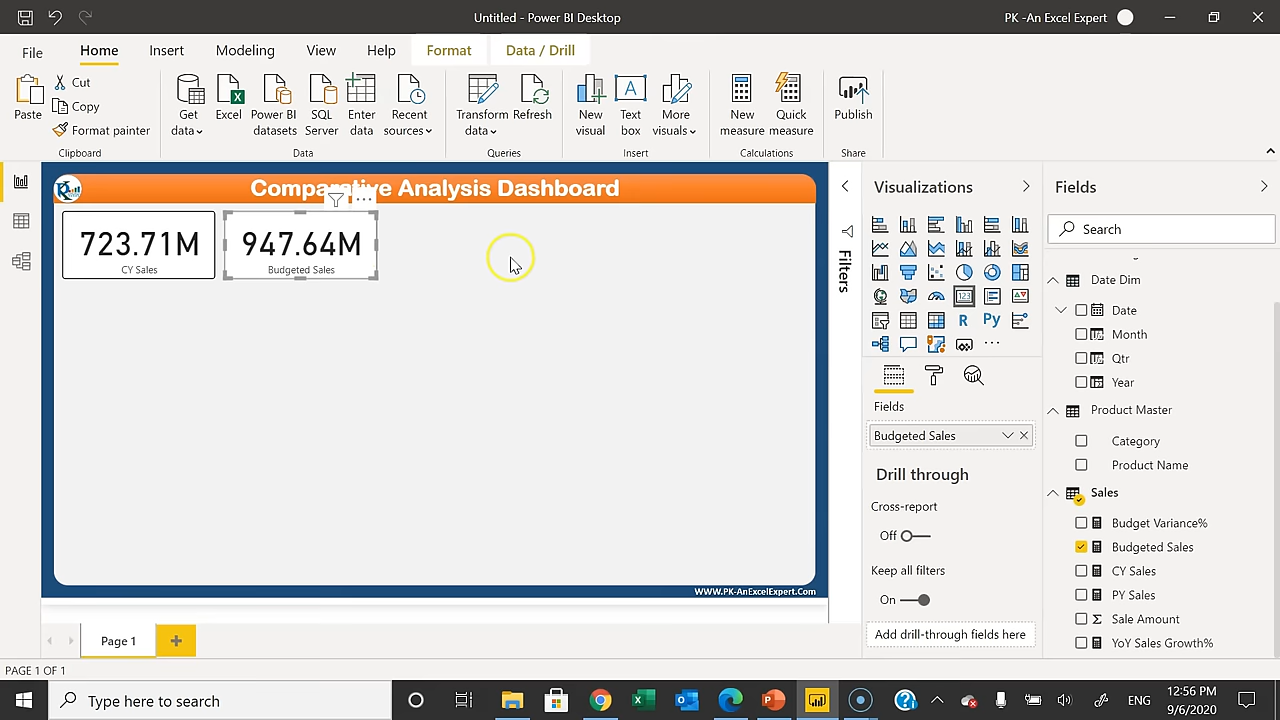 Untitled - Power BI Desktop
PK -An Excel Expert
File Home Insert Modeling View Help Format Data / Drill
Paste
Cut
Copy
Format painter
Clipboard
Get data
Excel
Power BI datasets
SQL Server
Enter data
Recent sources
Data
Transform data
Refresh
Queries
New visual
Text box
More visuals
Insert
New measure
Quick measure
Calculations
Publish
Share
Comparative Analysis Dashboard
723.71M
CY Sales
947.64M
Budgeted Sales
WWW.PK-AnExcelExpert.Com
Filters
Visualizations
123
R
Py
Fields
Budgeted Sales
Drill through
Cross-report
Off
Keep all filters
On
Add drill-through fields here
Fields
Search
Date Dim
Date
Month
Qtr
Year
Product Master
Category
Product Name
Sales
Budget Variance%
Budgeted Sales
CY Sales
PY Sales
Sale Amount
YoY Sales Growth%
Page 1
PAGE 1 OF 1
Type here to search
ENG
12:56 PM
9/6/2020